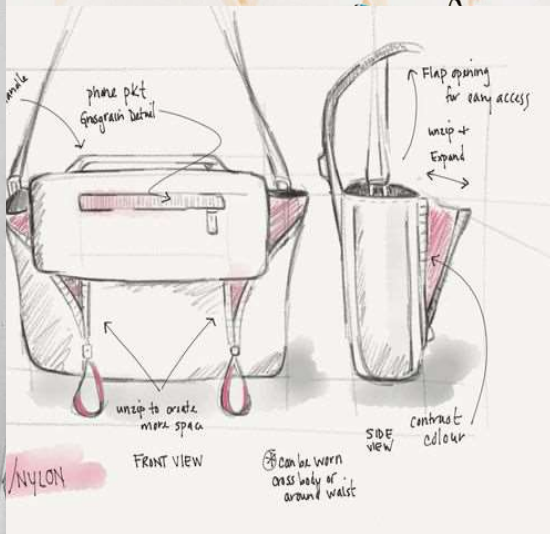 phone pkt
Grosgrain Detail
Flap opening
for easy access
unzip +
Expand
unzip to create
more space
FRONT VIEW
SIDE
VIEW
contrast
colour
can be worn
cross body or
around waist
/NYLON